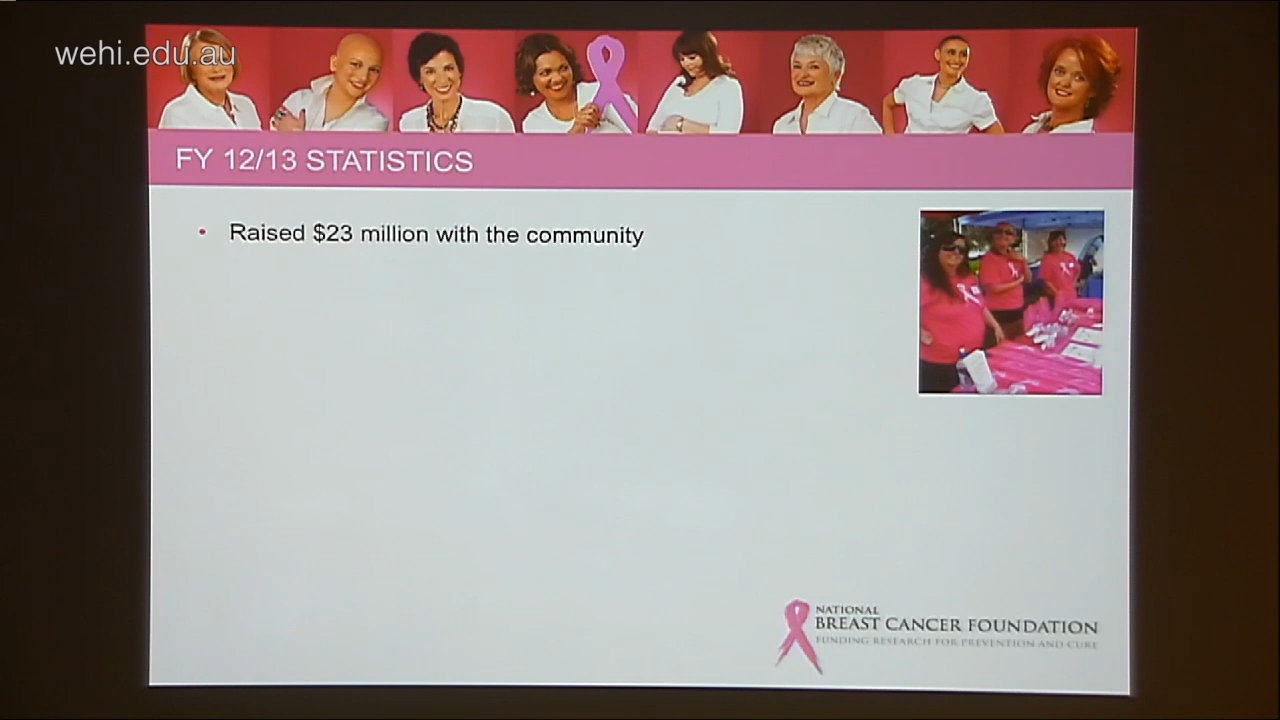 wehi.edu.au
FY 12/13 STATISTICS
• Raised $23 million with the community
NATIONAL
BREAST CANCER FOUNDATION
FUNDING RESEARCH FOR PREVENTION AND CURE